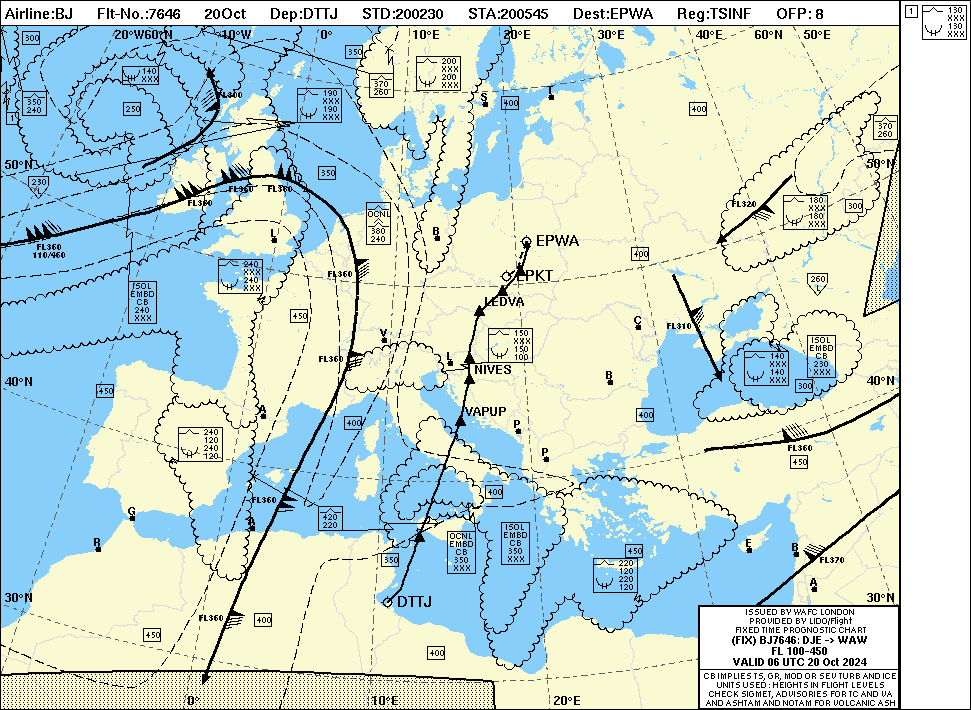 Airline:BJ Flt-No.:7646 20Oct Dep:DTTJ STD:200230 STA:200545 Dest:EPWA Reg:TSINF OFP: 8
1
130
XXX
130
XXX
20°W60°N 10°W 0° 10°E 20°E 30°E 40°E 60°N 50°E
300
350
140
XXX
200
XXX
200
XXX
370
260
FL300
350
240
250
190
XXX
190
XXX
S
400
T
400
1
370
260
50°N
50°N
350
230
FL360
FL360
FL360
180
XXX
180
XXX
300
FL320
OCNL
CB
380
240
L
B
EPWA
FL360
110/460
400
240
XXX
240
XXX
FL360
EPKT
260
ISOL
EMBD
CB
240
XXX
LEDVA
450
FL310
C
V
150
XXX
150
100
ISOL
EMBD
CB
230
XXX
FL360
L
NIVES
140
XXX
140
XXX
300
40°N
40°N
450
B
A
VAPUP
400
400
P
240
120
240
120
FL360
P
450
400
FL360
G
420
220
A
OCNL
EMBD
CB
350
XXX
ISOL
EMBD
CB
350
XXX
R
E
450
B
350
220
120
220
120
FL370
A
30°N
DTTJ
30°N
FL360
400
450
400
ISSUED BY WAFC LONDON
PROVIDED BY LIDO/Flight
FIXED TIME PROGNOSTIC CHART
(FIX) BJ7646: DJE -> WAW
FL 100-450
VALID 06 UTC 20 Oct 2024
CB IMPLIES TS, GR, MOD OR SEV TURB AND ICE
UNITS USED : HEIGHTS IN FLIGHT LEVELS
CHECK SIGMET, ADVISORIES FOR TC AND VA
AND ASHTAM AND NOTAM FOR VOLCANIC ASH
0° 10°E 20°E